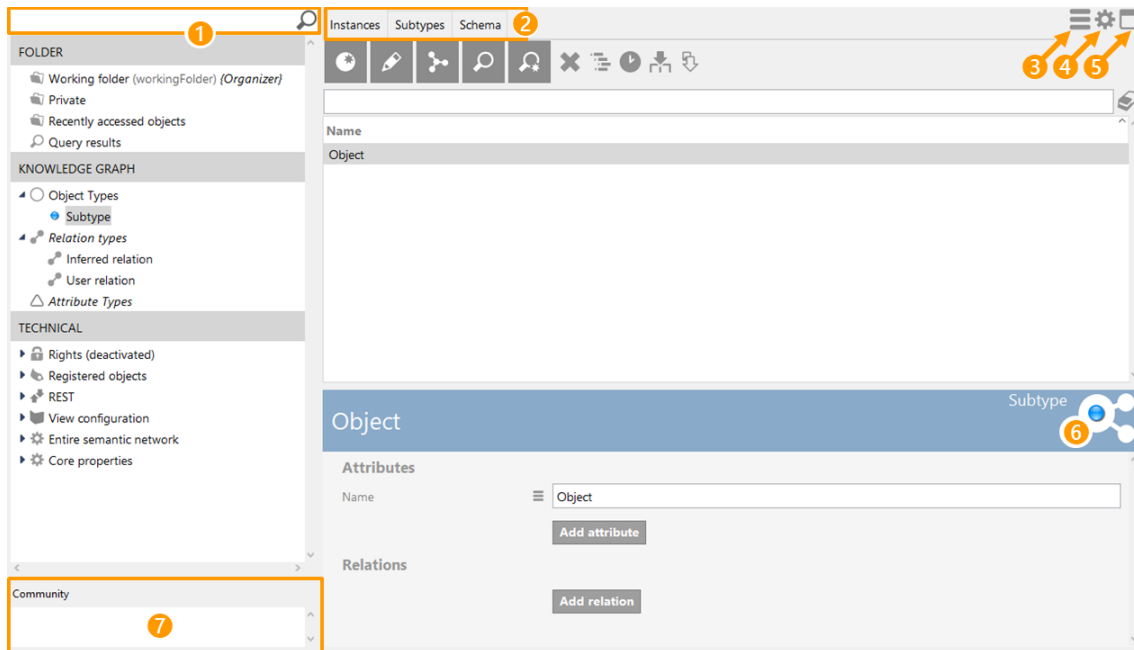 1
Instances Subtypes Schema 2
3 4 5
FOLDER
Working folder (workingFolder) {Organizer}
Private
Recently accessed objects
Query results
KNOWLEDGE GRAPH
Object Types
Subtype
Relation types
Inferred relation
User relation
Attribute Types
TECHNICAL
Rights (deactivated)
Registered objects
REST
View configuration
Entire semantic network
Core properties
Community
7
Name
Object
Subtype
Object
6
Attributes
Name Object
Add attribute
Relations
Add relation